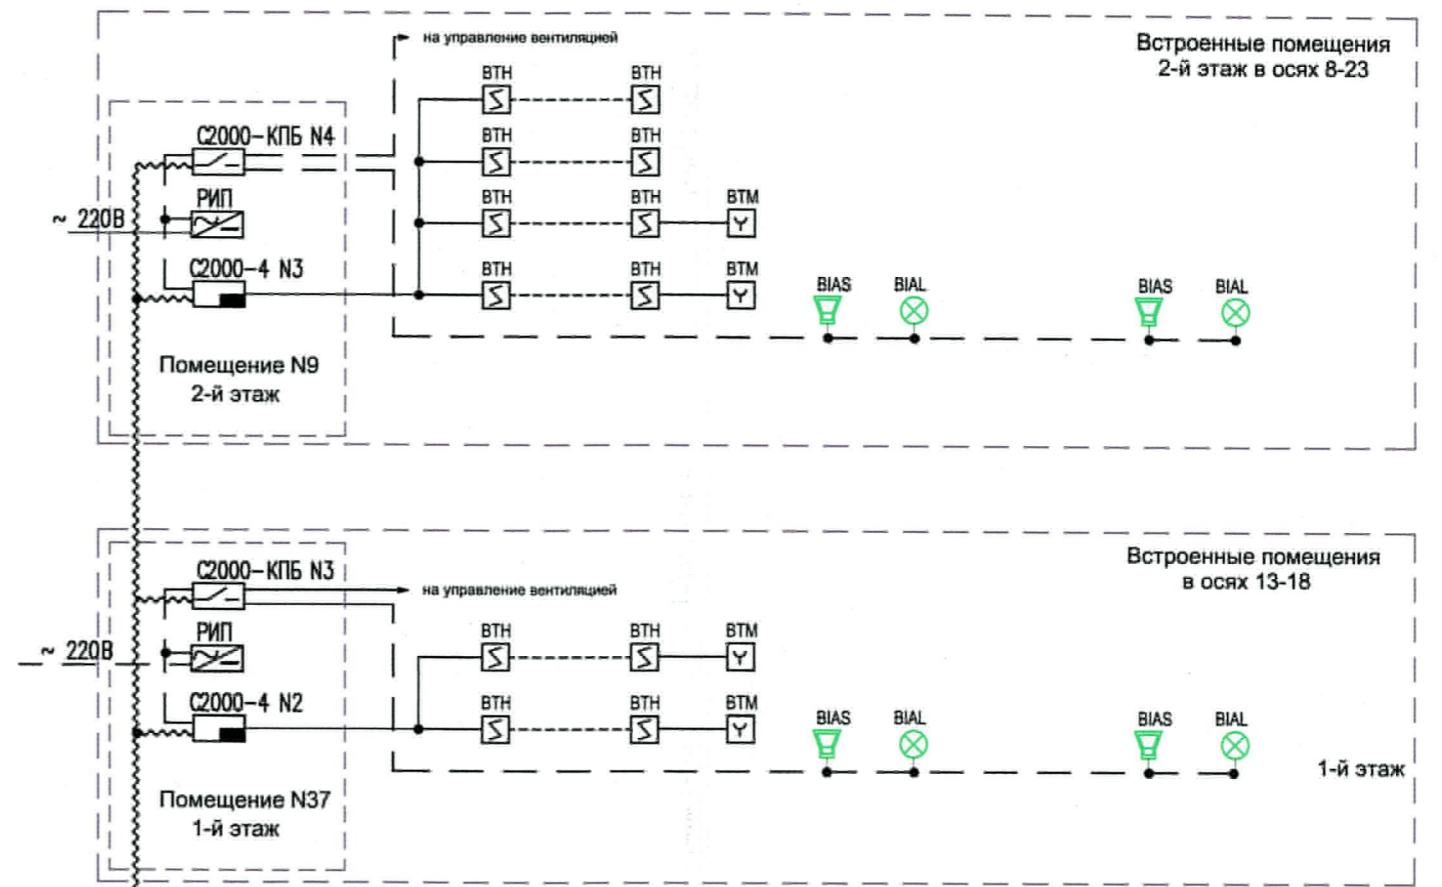 на управление вентиляцией
Встроенные помещения
2-й этаж в осях 8-23
ВТН ВТН
С2000-КПБ N4
ВТН ВТН
РИП
ВТН ВТН ВТМ
~ 220В
С2000-4 N3
ВТН ВТН ВТМ
BIAS BIAL BIAS BIAL
Помещение N9
2-й этаж
Встроенные помещения
в осях 13-18
С2000-КПБ N3
на управление вентиляцией
РИП
ВТН ВТН ВТМ
~ 220В
С2000-4 N2
ВТН ВТН ВТМ
BIAS BIAL BIAS BIAL
1-й этаж
Помещение N37
1-й этаж